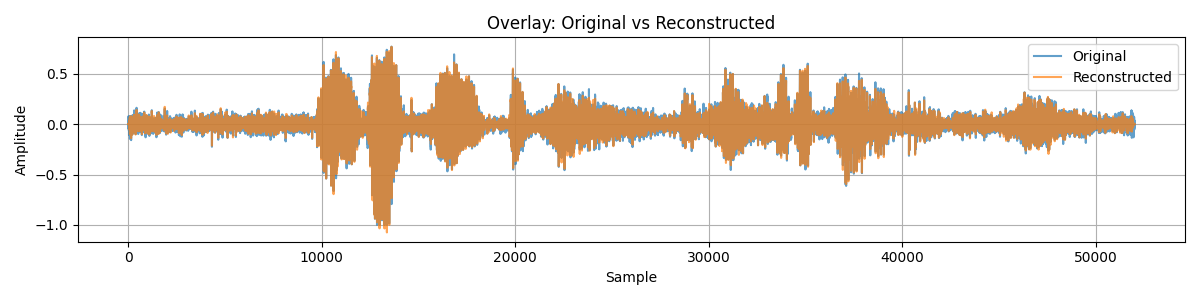 Overlay: Original vs Reconstructed
Original
Reconstructed
Amplitude
0.5
0.0
−0.5
−1.0
0 10000 20000 30000 40000 50000
Sample